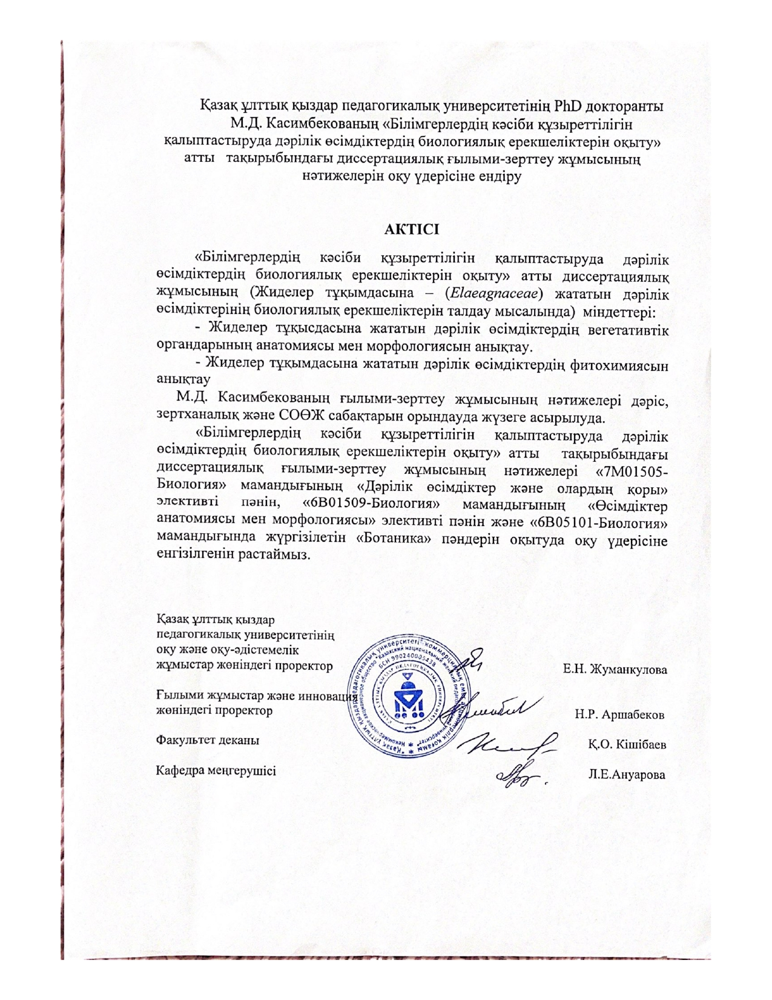 Қазақ ұлттық қыздар педагогикалық университетінің PhD докторанты
М.Д. Касимбекованың «Білімгерлердің кәсіби құзыреттілігін
қалыптастыруда дәрілік өсімдіктердің биологиялық ерекшеліктерін оқыту»
атты тақырыбындағы диссертациялық ғылыми-зерттеу жұмысының
нәтижелерін оқу үдерісіне ендіру
АКТІСІ
«Білімгерлердің кәсіби құзыреттілігін қалыптастыруда дәрілік
өсімдіктердің биологиялық ерекшеліктерін оқыту» атты диссертациялық
жұмысының (Жиделер тұқымдасына – (Elaeagnaceae) жататын дәрілік
өсімдіктерінің биологиялық ерекшеліктерін талдау мысалында) міндеттері:
- Жиделер тұқысдасына жататын дәрілік өсімдіктердің вегетативтік
органдарының анатомиясы мен морфологиясын анықтау.
- Жиделер тұқымдасына жататын дәрілік өсімдіктердің фитохимиясын
анықтау
М.Д. Касимбекованың ғылыми-зерттеу жұмысының нәтижелері дәріс,
зертханалық және СОӨЖ сабақтарын орындауда жүзеге асырылуда.
«Білімгерлердің кәсіби құзыреттілігін қалыптастыруда дәрілік
өсімдіктердің биологиялық ерекшеліктерін оқыту» атты тақырыбындағы
диссертациялық ғылыми-зерттеу жұмысының нәтижелері «7М01505-
Биология» мамандығының «Дәрілік өсімдіктер және олардың қоры»
элективті пәнін, «6В01509-Биология» мамандығының «Өсімдіктер
анатомиясы мен морфологиясы» элективті пәнін және «6В05101-Биология»
мамандығында жүргізілетін «Ботаника» пәндерін оқытуда оқу үдерісіне
енгізілгенін растаймыз.
Қазақ ұлттық қыздар
педагогикалық университетінің
оқу және оқу-әдістемелік
жұмыстар жөніндегі проректор Е.Н. Жуманкулова
Ғылыми жұмыстар және инновация
жөніндегі проректор Н.Р. Аршабеков
Факультет деканы Қ.О. Кішібаев
Кафедра меңгерушісі Л.Е.Ануарова
"Қазақ ұлттық қыздар педагогикалық университеті" коммерциялық емес акционерлік қоғамы
Некоммерческое акционерное общество "Казахский национальный женский педагогический университет"
БСН 990240005438